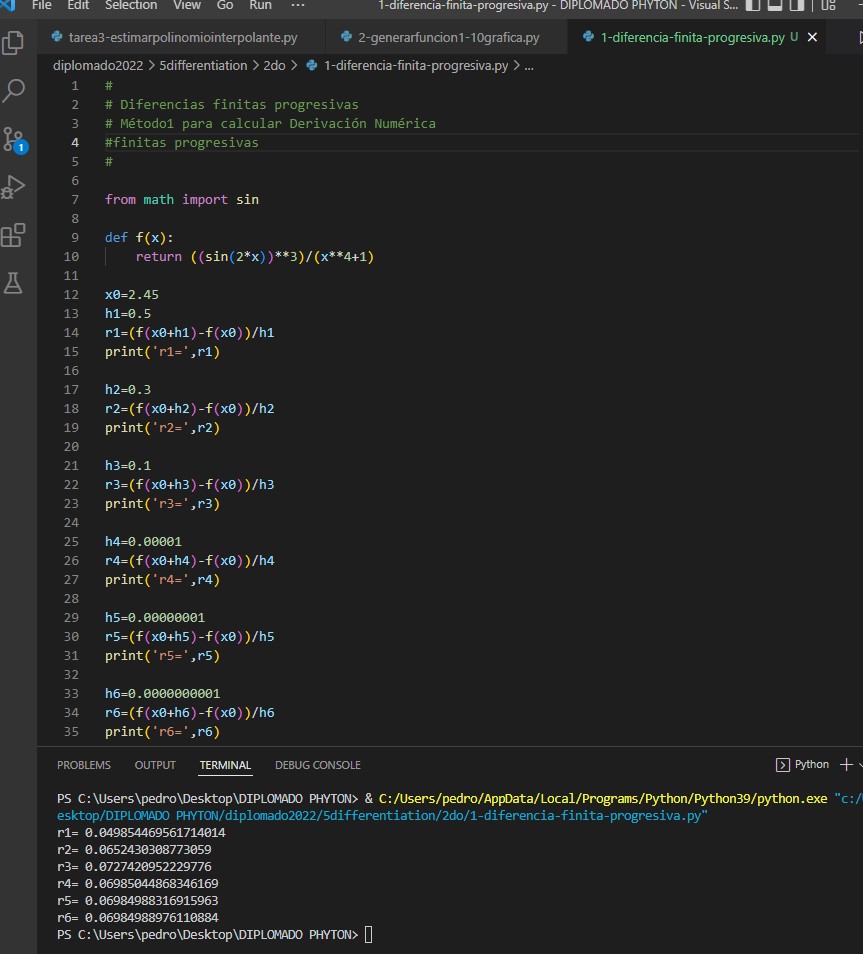 File Edit Selection View Go Run ··· 1-diferencia-finita-progresiva.py - DIPLOMADO PHYTON - Visual S...
tarea3-estimarpolinomiointerpolante.py 2-generarfuncion1-10grafica.py 1-diferencia-finita-progresiva.py U
diplomado2022 > 5differentiation > 2do > 1-diferencia-finita-progresiva.py > ...
1 #
2 # Diferencias finitas progresivas
3 # Método1 para calcular Derivación Numérica
4 #finitas progresivas
5 #
6
7 from math import sin
8
9 def f(x):
10 return ((sin(2*x))**3)/(x**4+1)
11
12 x0=2.45
13 h1=0.5
14 r1=(f(x0+h1)-f(x0))/h1
15 print('r1=',r1)
16
17 h2=0.3
18 r2=(f(x0+h2)-f(x0))/h2
19 print('r2=',r2)
20
21 h3=0.1
22 r3=(f(x0+h3)-f(x0))/h3
23 print('r3=',r3)
24
25 h4=0.00001
26 r4=(f(x0+h4)-f(x0))/h4
27 print('r4=',r4)
28
29 h5=0.00000001
30 r5=(f(x0+h5)-f(x0))/h5
31 print('r5=',r5)
32
33 h6=0.0000000001
34 r6=(f(x0+h6)-f(x0))/h6
35 print('r6=',r6)
1
PROBLEMS OUTPUT TERMINAL DEBUG CONSOLE Python
PS C:\Users\pedro\Desktop\DIPLOMADO PHYTON> & C:/Users/pedro/AppData/Local/Programs/Python/Python39/python.exe "c:/U
esktop/DIPLOMADO PHYTON/diplomado2022/5differentiation/2do/1-diferencia-finita-progresiva.py"
r1= 0.049854469561714014
r2= 0.0652430308773059
r3= 0.0727420952229776
r4= 0.06985044868346169
r5= 0.06984988316915963
r6= 0.06984988976110884
PS C:\Users\pedro\Desktop\DIPLOMADO PHYTON>